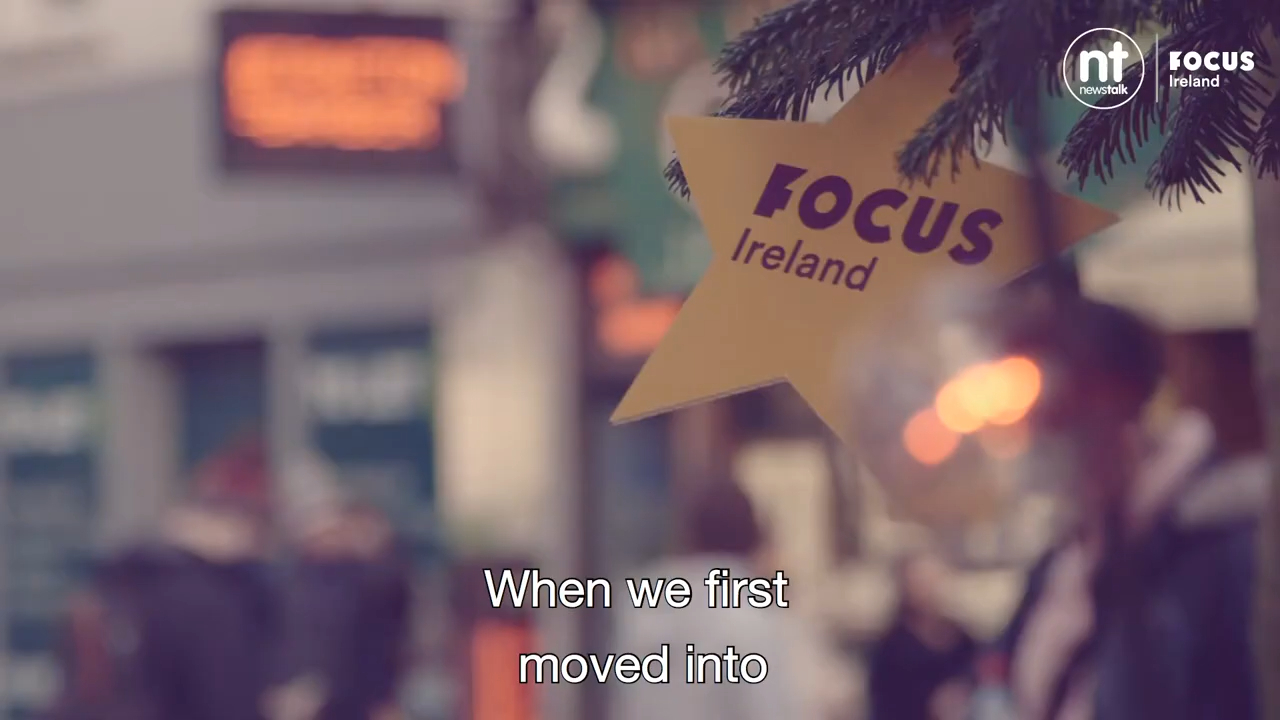 nt
newstalk
FOCUS
Ireland
FOCUS
Ireland
When we first
moved into